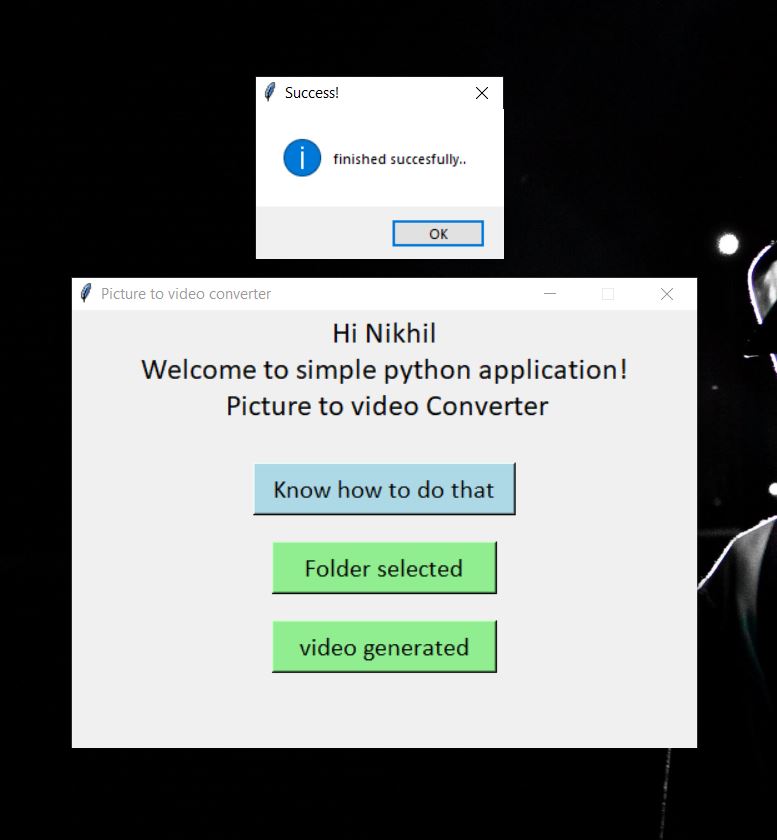 Success!
finished succesfully..
OK
Picture to video converter
Hi Nikhil
Welcome to simple python application!
Picture to video Converter
Know how to do that
Folder selected
video generated